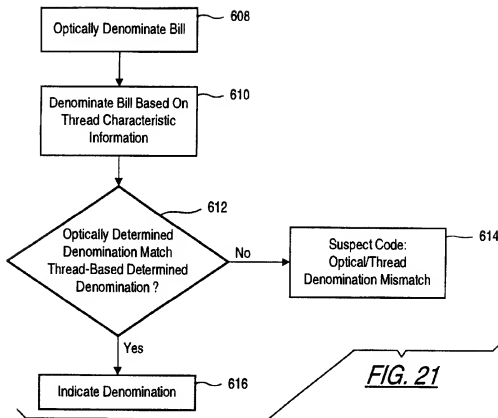 Optically Denominate Bill
608
Denominate Bill Based On
Thread Characteristic
Information
610
612
Optically Determined
Denomination Match
Thread-Based Determined
Denomination ?
No
Suspect Code:
Optical/Thread
Denomination Mismatch
614
Yes
Indicate Denomination
616
FIG. 21